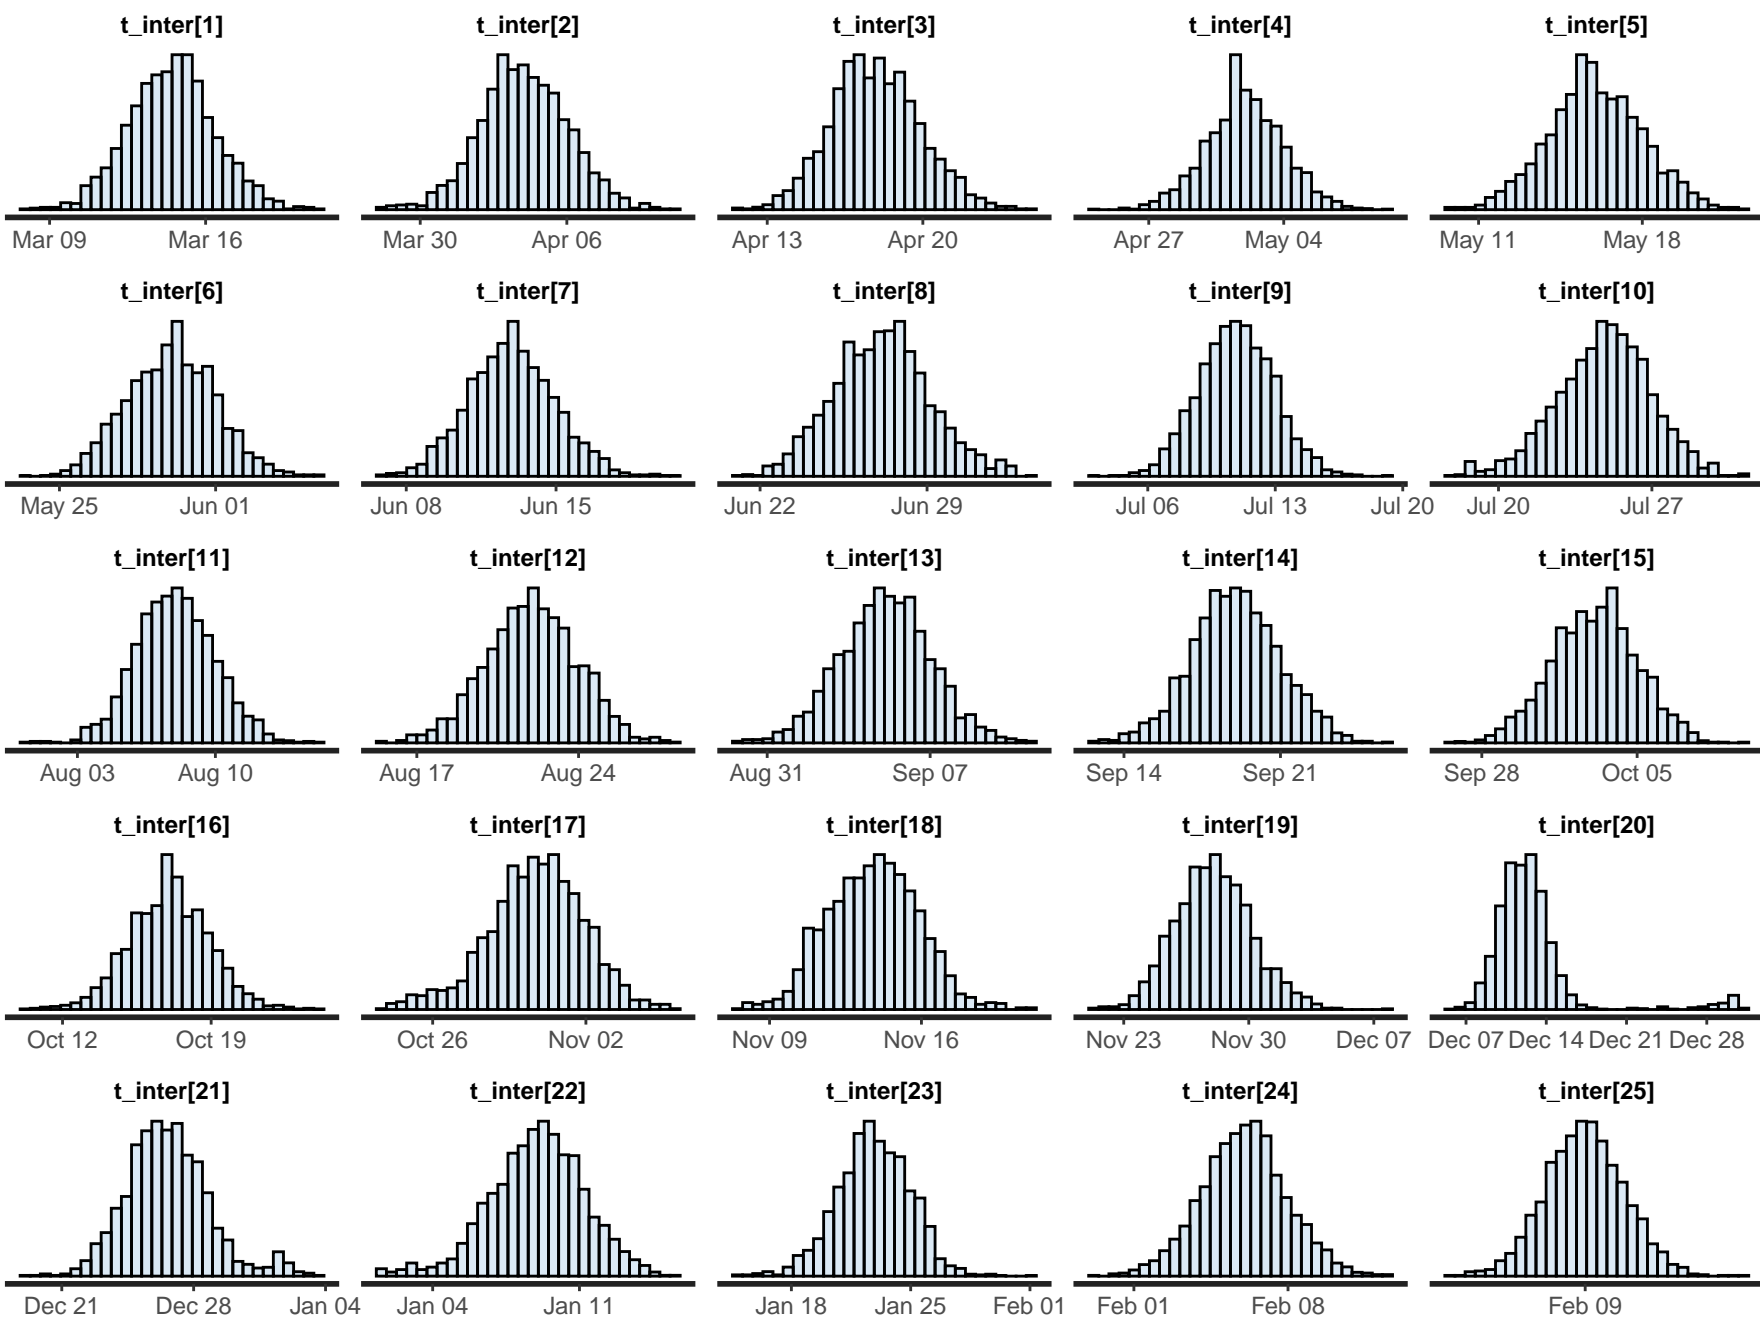 t_inter[1] t_inter[2] t_inter[3] t_inter[4] t_inter[5]
Mar 09 Mar 16 Mar 30 Apr 06 Apr 13 Apr 20 Apr 27 May 04 May 11 May 18
t_inter[6] t_inter[7] t_inter[8] t_inter[9] t_inter[10]
May 25 Jun 01 Jun 08 Jun 15 Jun 22 Jun 29 Jul 06 Jul 13 Jul 20 Jul 20 Jul 27
t_inter[11] t_inter[12] t_inter[13] t_inter[14] t_inter[15]
Aug 03 Aug 10 Aug 17 Aug 24 Aug 31 Sep 07 Sep 14 Sep 21 Sep 28 Oct 05
t_inter[16] t_inter[17] t_inter[18] t_inter[19] t_inter[20]
Oct 12 Oct 19 Oct 26 Nov 02 Nov 09 Nov 16 Nov 23 Nov 30 Dec 07 Dec 07 Dec 14 Dec 21 Dec 28
t_inter[21] t_inter[22] t_inter[23] t_inter[24] t_inter[25]
Dec 21 Dec 28 Jan 04 Jan 04 Jan 11 Jan 18 Jan 25 Feb 01 Feb 01 Feb 08 Feb 09